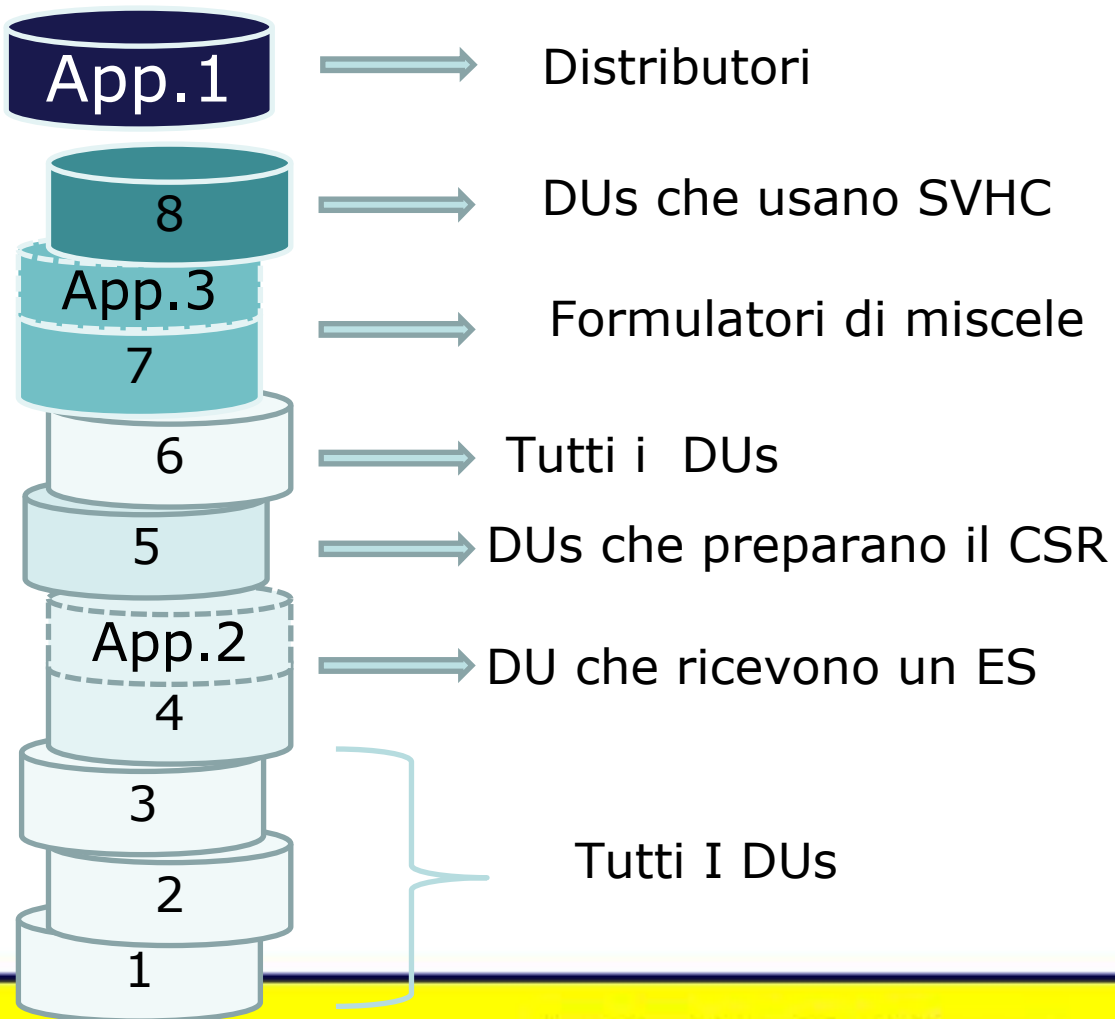 App.1
Distributori
8
DUs che usano SVHC
App.3
7
Formulatori di miscele
6
Tutti i DUs
5
DUs che preparano il CSR
App.2
4
DU che ricevono un ES
3
2
1
Tutti I DUs